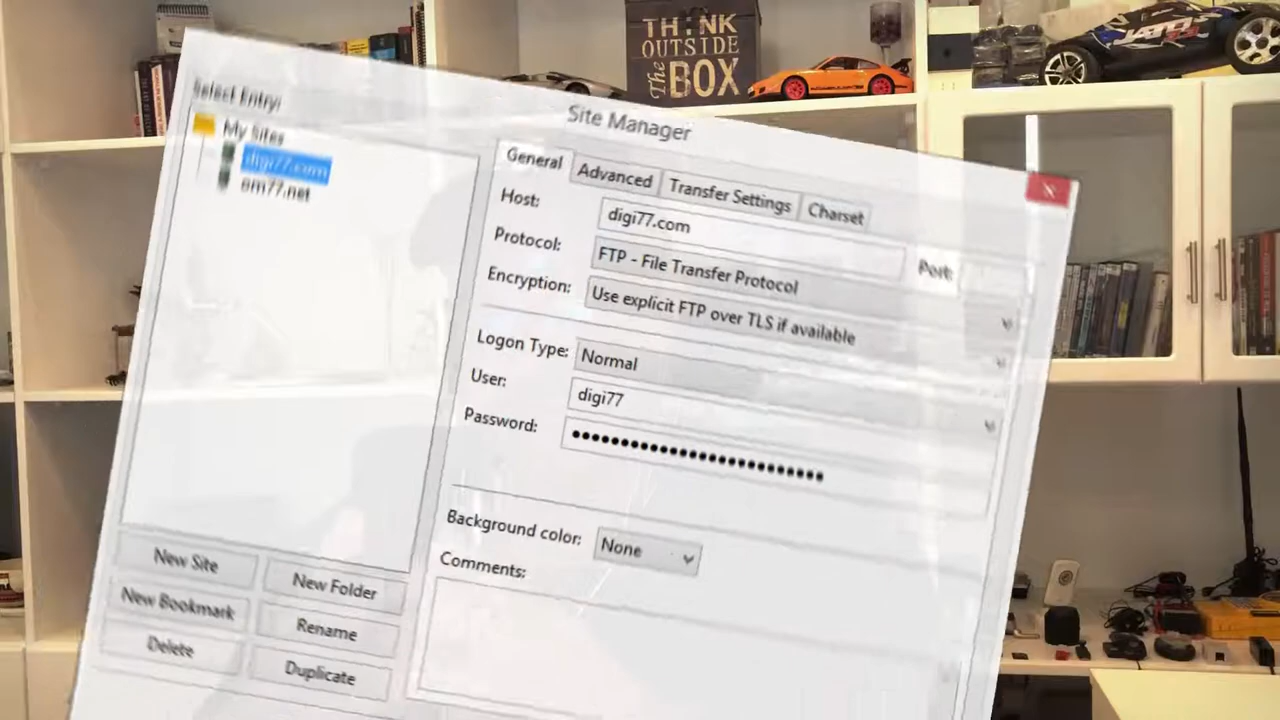 THINK
OUTSIDE
The BOX
JATO
Site Manager
Select Entry:
My Sites
digi77.com
om77.net
General
Advanced
Transfer Settings
Charset
Host:
digi77.com
Port:
Protocol:
FTP - File Transfer Protocol
Encryption:
Use explicit FTP over TLS if available
Logon Type:
Normal
User:
digi77
Password:
Background color:
None
Comments:
New Site
New Folder
New Bookmark
Rename
Delete
Duplicate